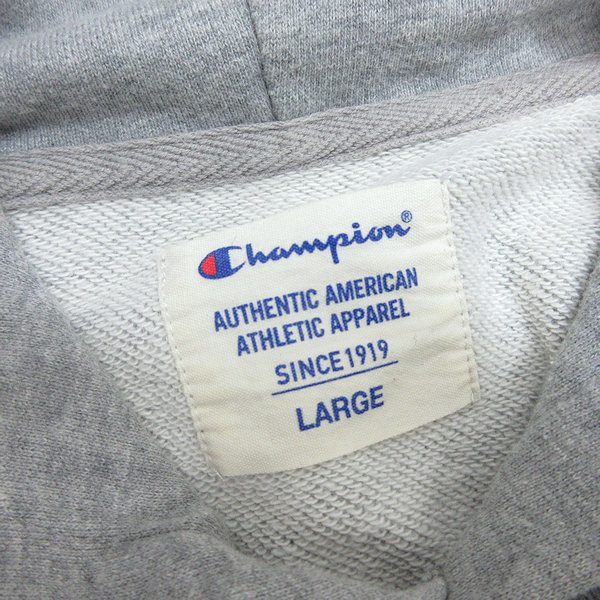 Champion®
AUTHENTIC AMERICAN
ATHLETIC APPAREL
SINCE 1919
LARGE